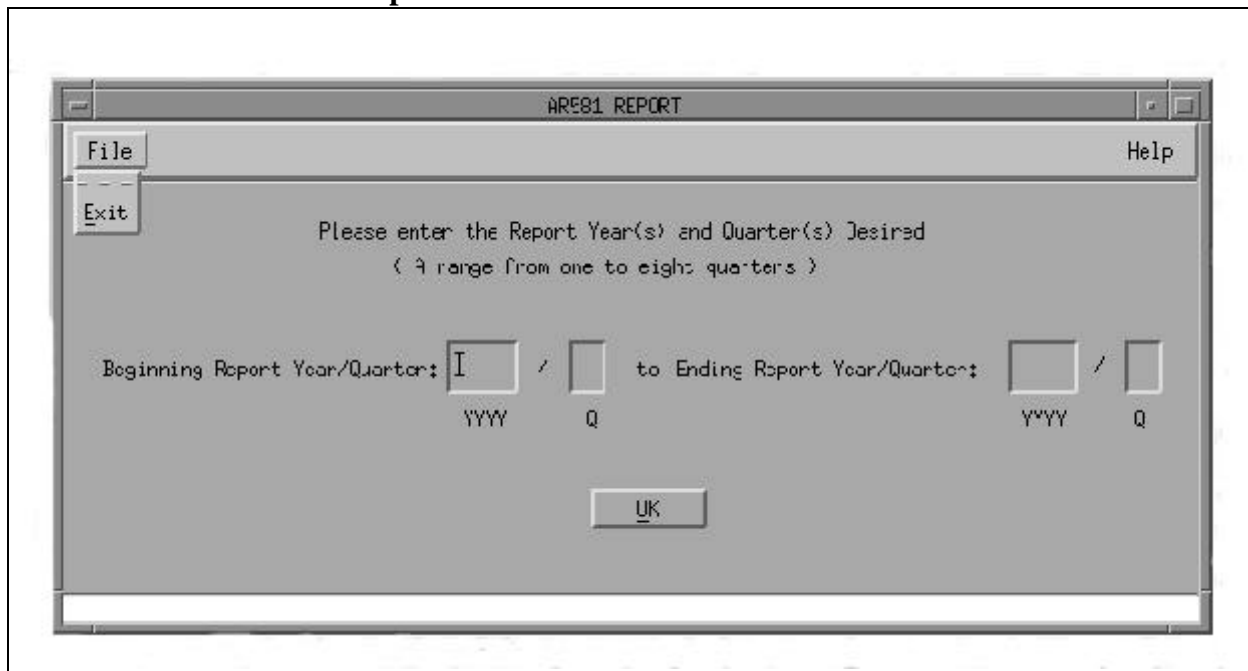 AR581 REPORT
File Help
Exit
Please enter the Report Year(s) and Quarter(s) Desired
( A range from one to eight quarters )
Beginning Report Year/Quarter: / to Ending Report Year/Quarter: /
YYYY Q YYYY Q
OK